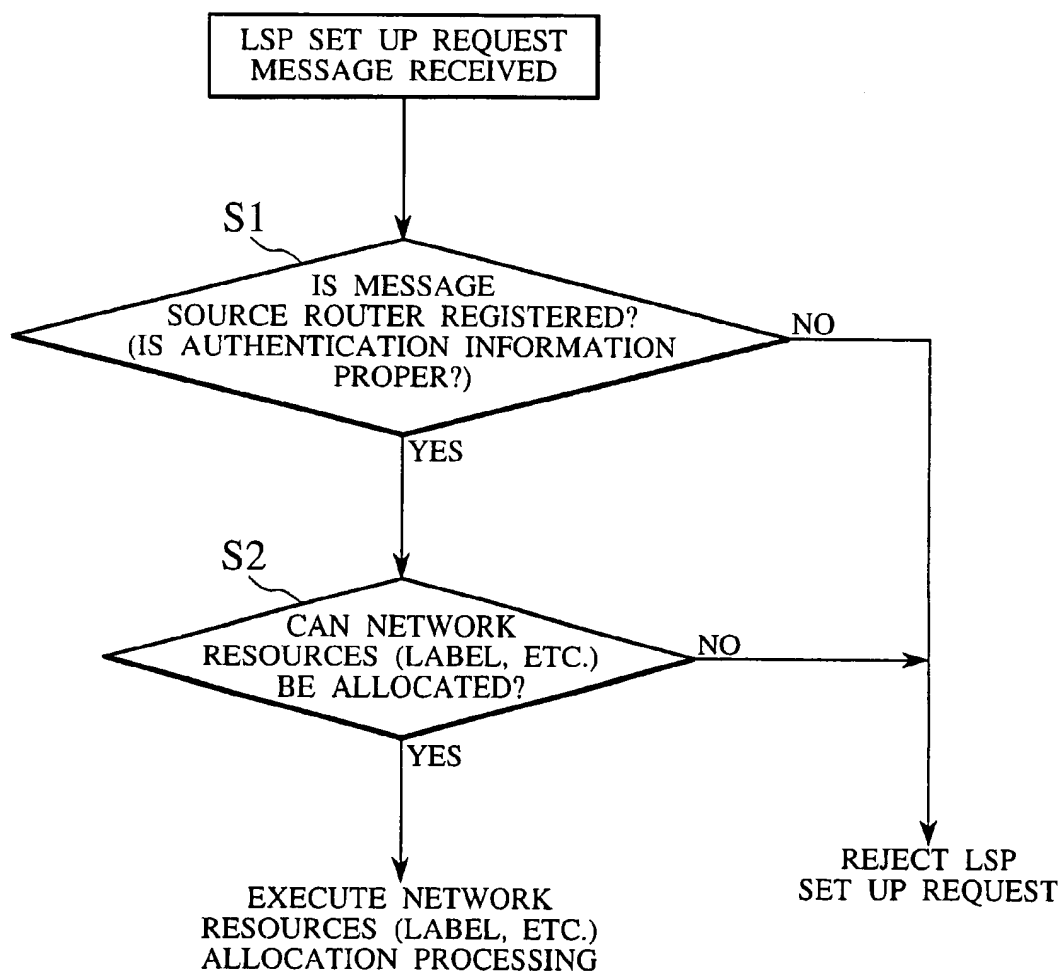 LSP SET UP REQUEST
MESSAGE RECEIVED
S1
IS MESSAGE
SOURCE ROUTER REGISTERED?
(IS AUTHENTICATION INFORMATION
PROPER?)
NO
YES
S2
CAN NETWORK
RESOURCES (LABEL, ETC.)
BE ALLOCATED?
NO
YES
REJECT LSP
SET UP REQUEST
EXECUTE NETWORK
RESOURCES (LABEL, ETC.)
ALLOCATION PROCESSING